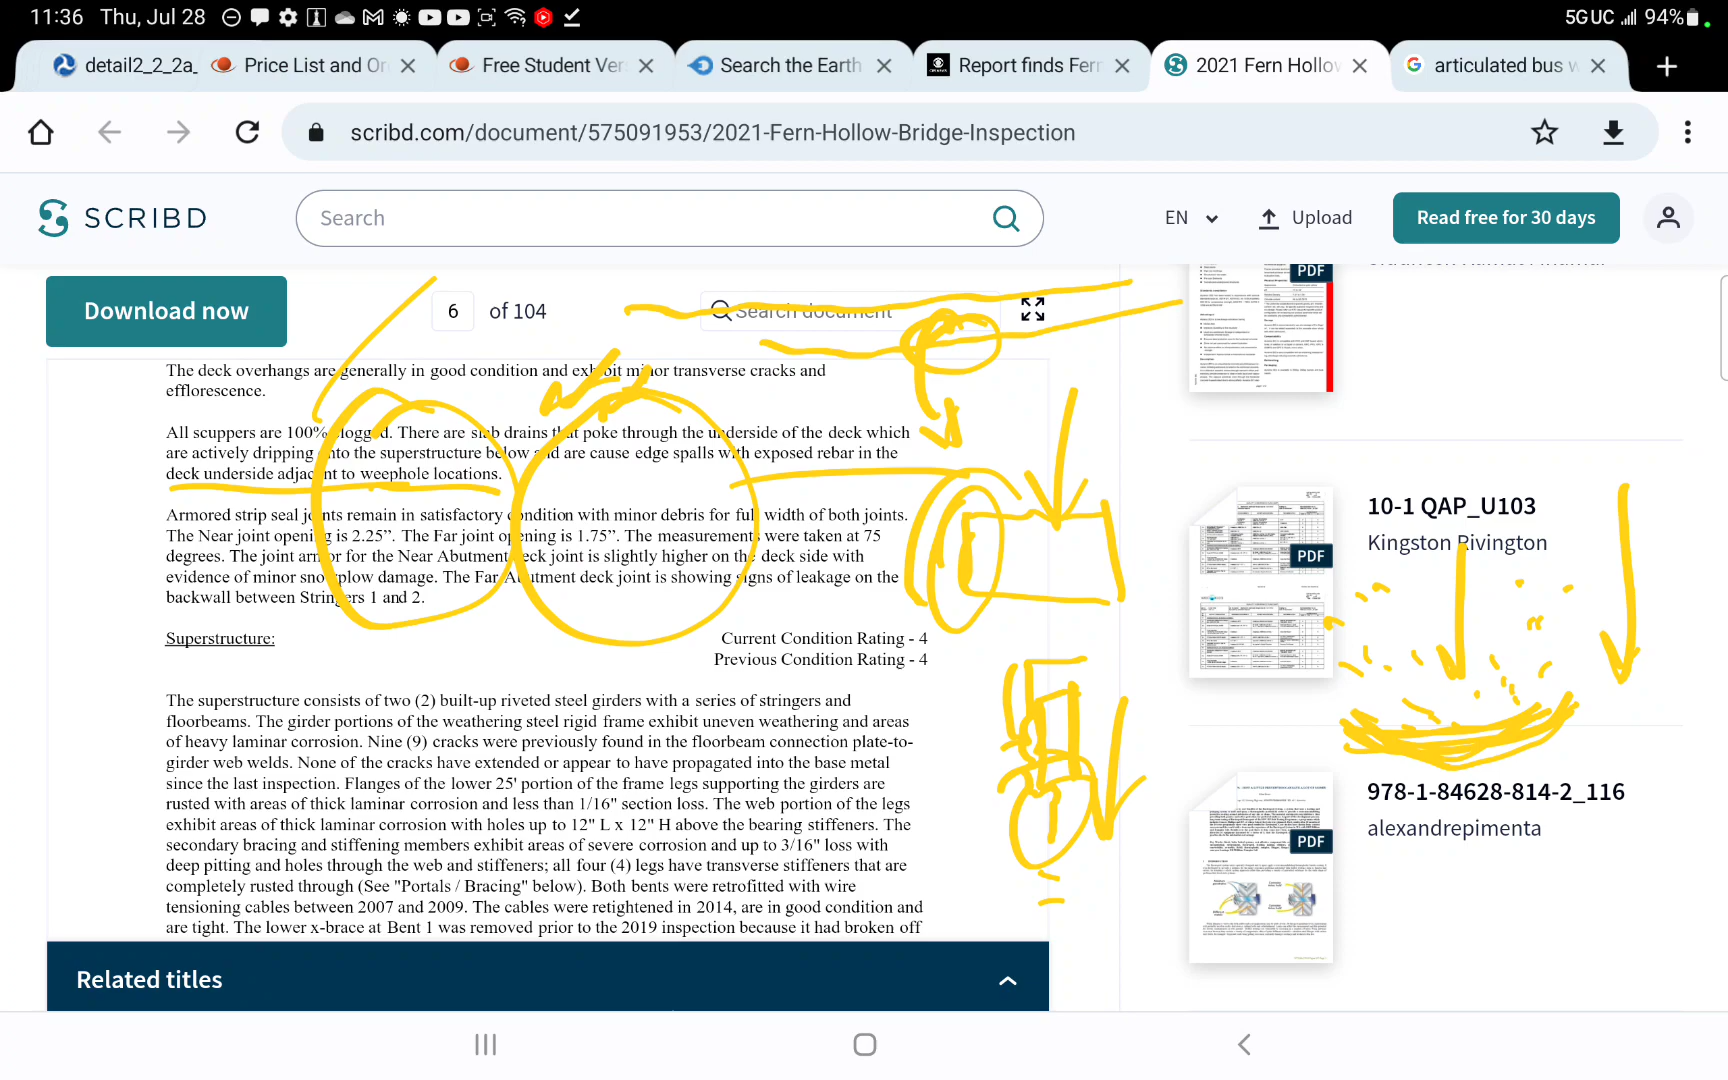 11:36 Thu, Jul 28
5G UC 94%
detail2_2_2a_ Price List and Or Free Student Ver Search the Earth Report finds Fern 2021 Fern Hollow articulated bus w
scribd.com/document/575091953/2021-Fern-Hollow-Bridge-Inspection
SCRIBD Search EN Upload Read free for 30 days
Download now 6 of 104 Search document
The deck overhangs are generally in good condition and exhibit minor transverse cracks and
efflorescence.
All scuppers are 100% clogged. There are slab drains that poke through the underside of the deck which
are actively dripping onto the superstructure below and are cause edge spalls with exposed rebar in the
deck underside adjacent to weephole locations.
Armored strip seal joints remain in satisfactory condition with minor debris for full width of both joints.
The Near joint opening is 2.25”. The Far joint opening is 1.75”. The measurements were taken at 75
degrees. The joint armor for the Near Abutment deck joint is slightly higher on the deck side with
evidence of minor snowplow damage. The Far Abutment deck joint is showing signs of leakage on the
backwall between Stringers 1 and 2.
Superstructure: Current Condition Rating - 4
Previous Condition Rating - 4
The superstructure consists of two (2) built-up riveted steel girders with a series of stringers and
floorbeams. The girder portions of the weathering steel rigid frame exhibit uneven weathering and areas
of heavy laminar corrosion. Nine (9) cracks were previously found in the floorbeam connection plate-to-
girder web welds. None of the cracks have extended or appear to have propagated into the base metal
since the last inspection. Flanges of the lower 25' portion of the frame legs supporting the girders are
rusted with areas of thick laminar corrosion and less than 1/16" section loss. The web portion of the legs
exhibit areas of thick laminar corrosion with holes up to 12" L x 12" H above the bearing stiffeners. The
secondary bracing and stiffening members exhibit areas of severe corrosion and up to 3/16" loss with
deep pitting and holes through the web and stiffeners; all four (4) legs have transverse stiffeners that are
completely rusted through (See "Portals / Bracing" below). Both bents were retrofitted with wire
tensioning cables between 2007 and 2009. The cables were retightened in 2014, are in good condition and
are tight. The lower x-brace at Bent 1 was removed prior to the 2019 inspection because it had broken off
Related titles
PDF
10-1 QAP_U103
Kingston Rivington
PDF
978-1-84628-814-2_116
alexandrepimenta
PDF